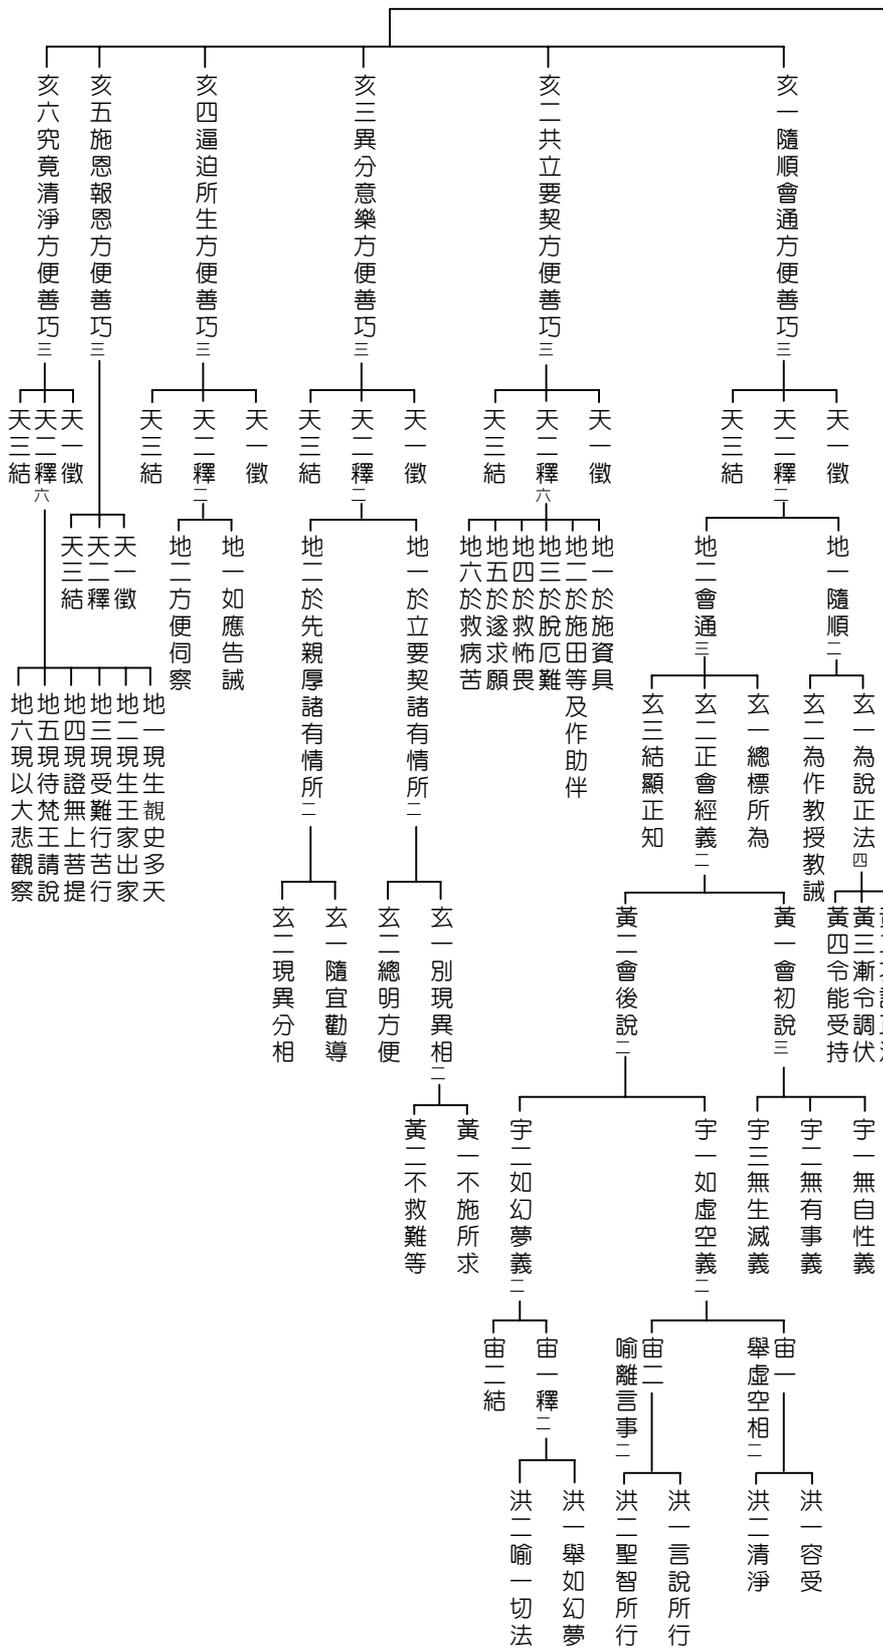 亥一隨順會通方便善巧三
天一徵
天二釋二
地一隨順二
玄一為說正法四
黃三漸令調伏
黃四令能受持
玄二為作教授教誡
地二會通三
玄一總標所為
玄二正會經義二
黃一會初說三
宇一無自性義
宇二無有事義
宇三無生滅義
黃二會後說二
宇一如虛空義二
宙一
舉虛空相二
洪一容受
洪二清淨
宙二
喻離言事二
洪一言說所行
洪二聖智所行
宇二如幻夢義二
宙一釋二
洪一舉如幻夢
洪二喻一切法
宙二結
玄三結顯正知
天三結
亥二共立要契方便善巧三
天一徵
天二釋六
地一於施資具
地二於施田等及作助伴
地三於脫厄難
地四於救怖畏
地五於遂求願
地六於救病苦
天三結
亥三異分意樂方便善巧三
天一徵
天二釋二
地一於立要契諸有情所二
玄一別現異相二
黃一不施所求
黃二不救難等
玄二總明方便
地二於先親厚諸有情所二
玄一隨宜勸導
玄二現異分相
天三結
亥四逼迫所生方便善巧三
天一徵
天二釋二
地一如應告誡
地二方便伺察
天三結
亥五施恩報恩方便善巧三
天一徵
天二釋
天三結
亥六究竟清淨方便善巧三
天一徵
天二釋六
地一現生覩史多天
地二現生王家出家
地三現受難行苦行
地四現證無上菩提
地五現待梵王請說
地六現以大悲觀察
天三結